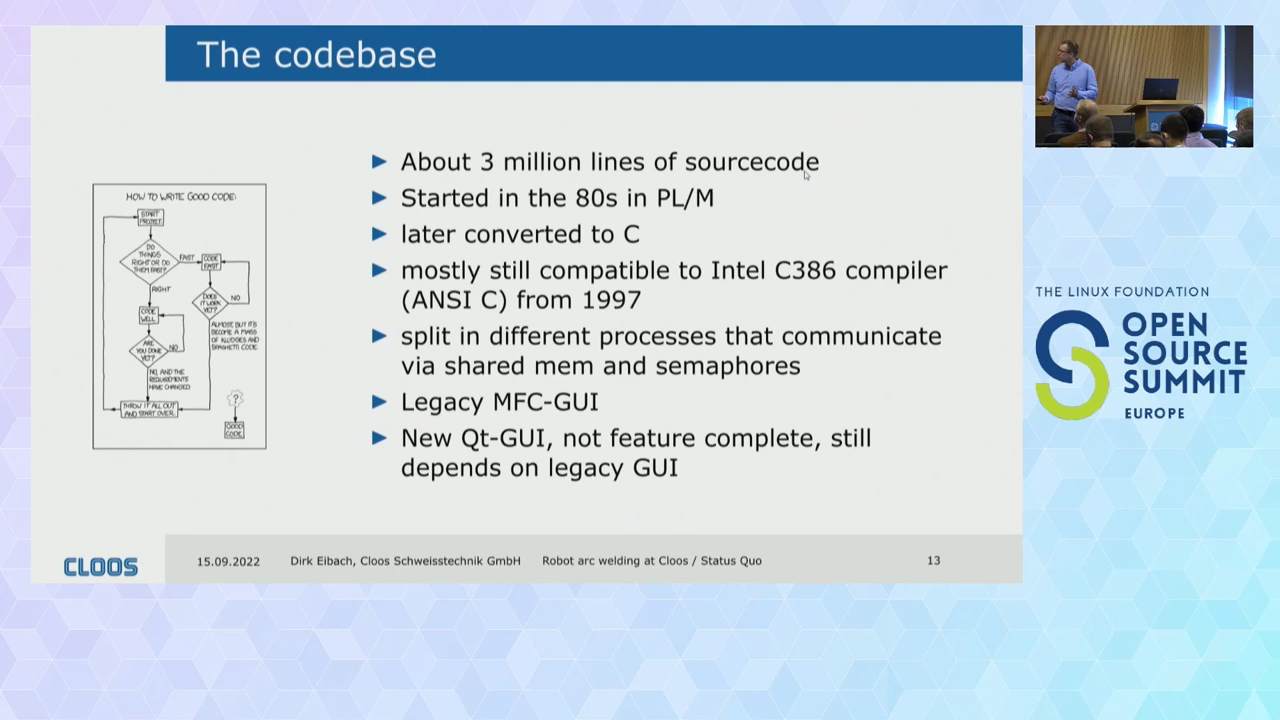 The codebase
HOW TO WRITE GOOD CODE:
START
PROJECT.
DO
THINGS
RIGHT OR DO
THEM FAST?
FAST
CODE
FAST
RIGHT
DOES
IT WORK
YET?
NO
CODE
WELL
ALMOST, BUT IT'S
BECOME A MASS
OF KLUDGES AND
SPAGHETTI CODE.
ARE
YOU DONE
YET?
NO
NO, AND THE
REQUIREMENTS
HAVE CHANGED.
THROW IT ALL OUT
AND START OVER.
?
GOOD
CODE
About 3 million lines of sourcecode
Started in the 80s in PL/M
later converted to C
mostly still compatible to Intel C386 compiler
(ANSI C) from 1997
split in different processes that communicate
via shared mem and semaphores
Legacy MFC-GUI
New Qt-GUI, not feature complete, still
depends on legacy GUI
CLOOS
15.09.2022 Dirk Eibach, Cloos Schweisstechnik GmbH Robot arc welding at Cloos / Status Quo 13
THE LINUX FOUNDATION
OPEN
SOURCE
SUMMIT
EUROPE